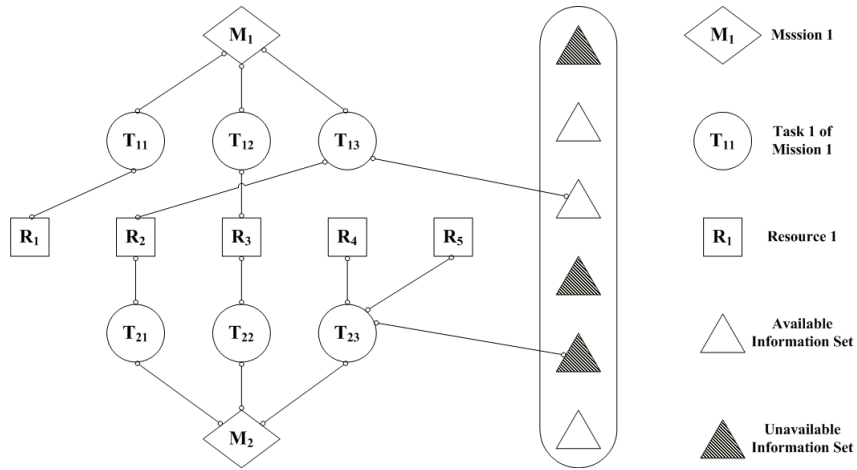 M1
Msssion 1
T11
T12
T13
T11
Task 1 of
Mission 1
R1
R2
R3
R4
R5
R1
Resource 1
T21
T22
T23
Available
Information Set
M2
Unavailable
Information Set